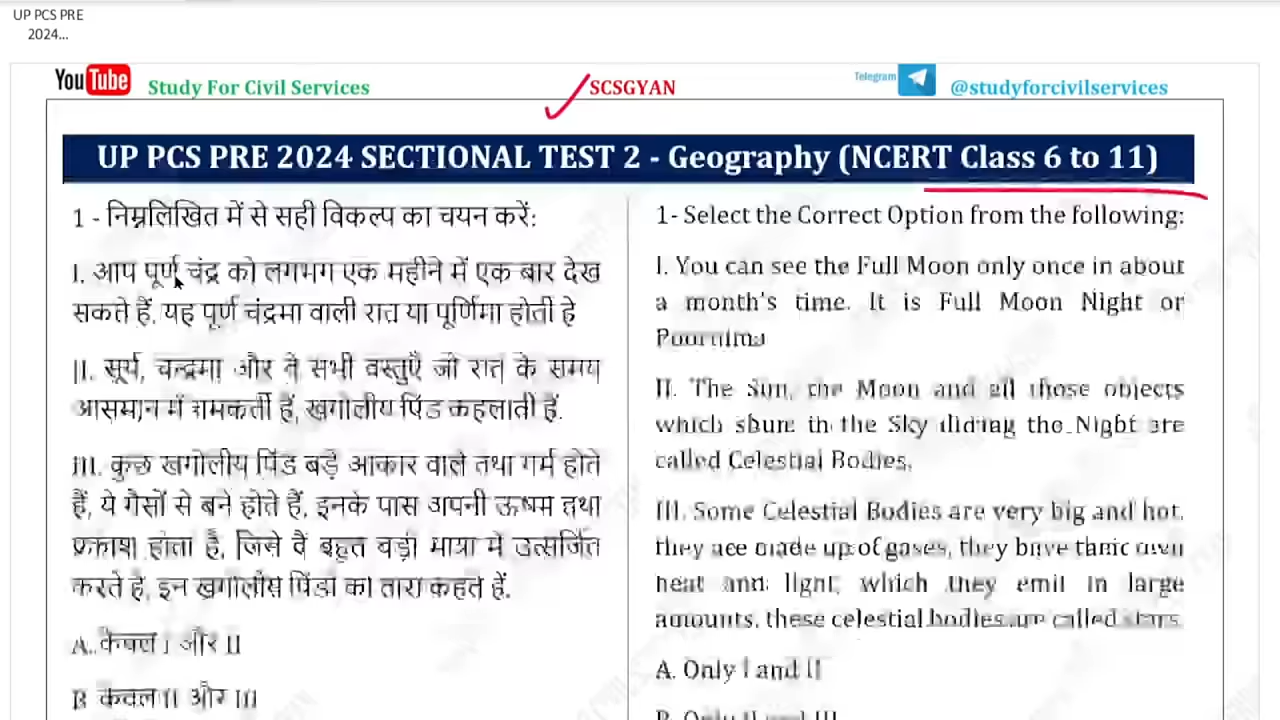 UP PCS PRE
2024...
YouTube Study For Civil Services SCSGYAN Telegram @studyforcivilservices
UP PCS PRE 2024 SECTIONAL TEST 2 - Geography (NCERT Class 6 to 11)
1 - निम्नलिखित में से सही विकल्प का चयन करें:
I. आप पूर्ण चंद्र को लगभग एक महीने में एक बार देख
सकते हैं, यह पूर्ण चंद्रमा वाली रात या पूर्णिमा होती है
II. सूर्य, चन्द्रमा और वे सभी वस्तुएँ जो रात के समय
आसमान में चमकती हैं, खगोलीय पिंड कहलाती हैं.
III. कुछ खगोलीय पिंड बड़े आकार वाले तथा गर्म होते
हैं, ये गैसों से बने होते हैं, इनके पास अपनी ऊष्मा तथा
प्रकाश होता है, जिसे वे बहुत बड़ी मात्रा में उत्सर्जित
करते हैं, इन खगोलीय पिंडों को तारा कहते हैं.
A. केवल I और II
B केवल II और III
1- Select the Correct Option from the following:
I. You can see the Full Moon only once in about
a month's time. It is Full Moon Night or
Poornima
II. The Sun, the Moon and all those objects
which shine in the Sky during the Night are
called Celestial Bodies.
III. Some Celestial Bodies are very big and hot,
they are made up of gases, they have their own
heat and light, which they emit in large
amounts, these celestial bodies are called stars.
A. Only I and II
B. Only II and III